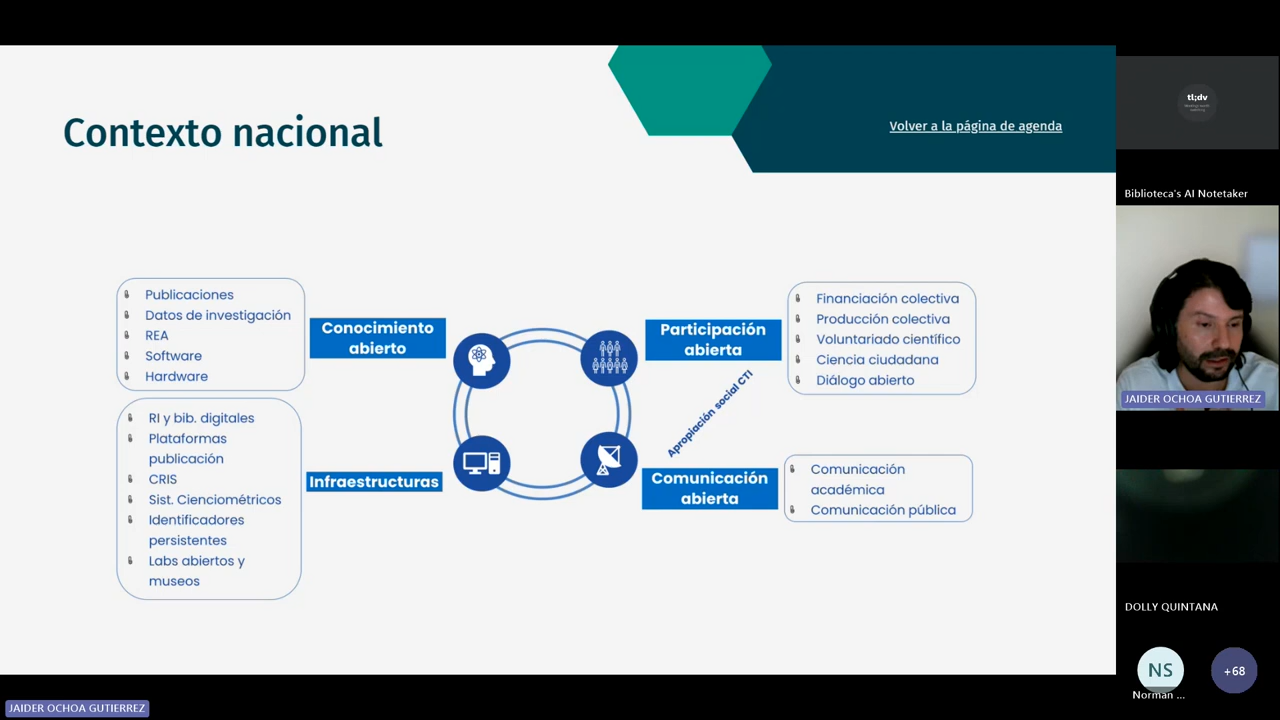 Contexto nacional
Volver a la página de agenda
Publicaciones
Datos de investigación
REA
Software
Hardware
Conocimiento
abierto
Participación
abierta
Financiación colectiva
Producción colectiva
Voluntariado científico
Ciencia ciudadana
Diálogo abierto
Apropiación social CTI
RI y bib. digitales
Plataformas
publicación
CRIS
Sist. Cienciométricos
Identificadores
persistentes
Labs abiertos y
museos
Infraestructuras
Comunicación
abierta
Comunicación
académica
Comunicación pública
tl;dv
Biblioteca's AI Notetaker
JAIDER OCHOA GUTIERREZ
DOLLY QUINTANA
NS
Norman ...
+68
JAIDER OCHOA GUTIERREZ